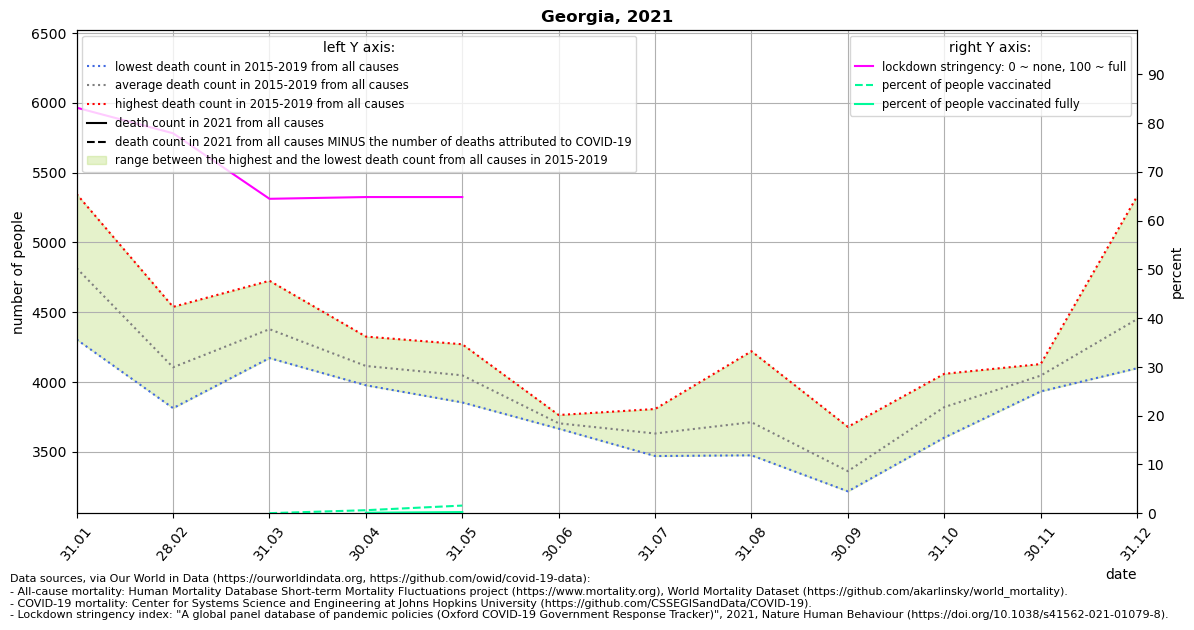 Georgia, 2021
left Y axis:
lowest death count in 2015-2019 from all causes
average death count in 2015-2019 from all causes
highest death count in 2015-2019 from all causes
death count in 2021 from all causes
death count in 2021 from all causes MINUS the number of deaths attributed to COVID-19
range between the highest and the lowest death count from all causes in 2015-2019
right Y axis:
lockdown stringency: 0 ~ none, 100 ~ full
percent of people vaccinated
percent of people vaccinated fully
number of people
6500
6000
5500
5000
4500
4000
3500
percent
90
80
70
60
50
40
30
20
10
0
31.01
28.02
31.03
30.04
31.05
30.06
31.07
31.08
30.09
31.10
30.11
31.12
date
Data sources, via Our World in Data (https://ourworldindata.org, https://github.com/owid/covid-19-data):
- All-cause mortality: Human Mortality Database Short-term Mortality Fluctuations project (https://www.mortality.org), World Mortality Dataset (https://github.com/akarlinsky/world_mortality).
- COVID-19 mortality: Center for Systems Science and Engineering at Johns Hopkins University (https://github.com/CSSEGISandData/COVID-19).
- Lockdown stringency index: "A global panel database of pandemic policies (Oxford COVID-19 Government Response Tracker)", 2021, Nature Human Behaviour (https://doi.org/10.1038/s41562-021-01079-8).